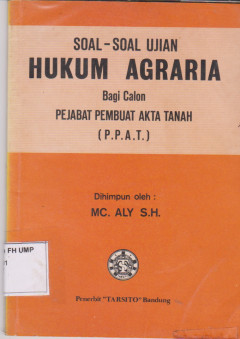 SOAL-SOAL UJIAN
HUKUM AGRARIA
Bagi Calon
PEJABAT PEMBUAT AKTA TANAH
(P.P.A.T.)
Dihimpun oleh :
MC. ALY S.H.
FH UMP
Penerbit "TARSITO" Bandung